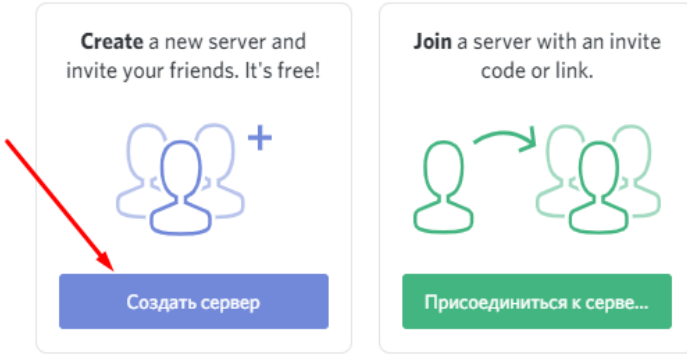 Create a new server and
invite your friends. It's free!
Создать сервер
Join a server with an invite
code or link.
Присоединиться к серве...